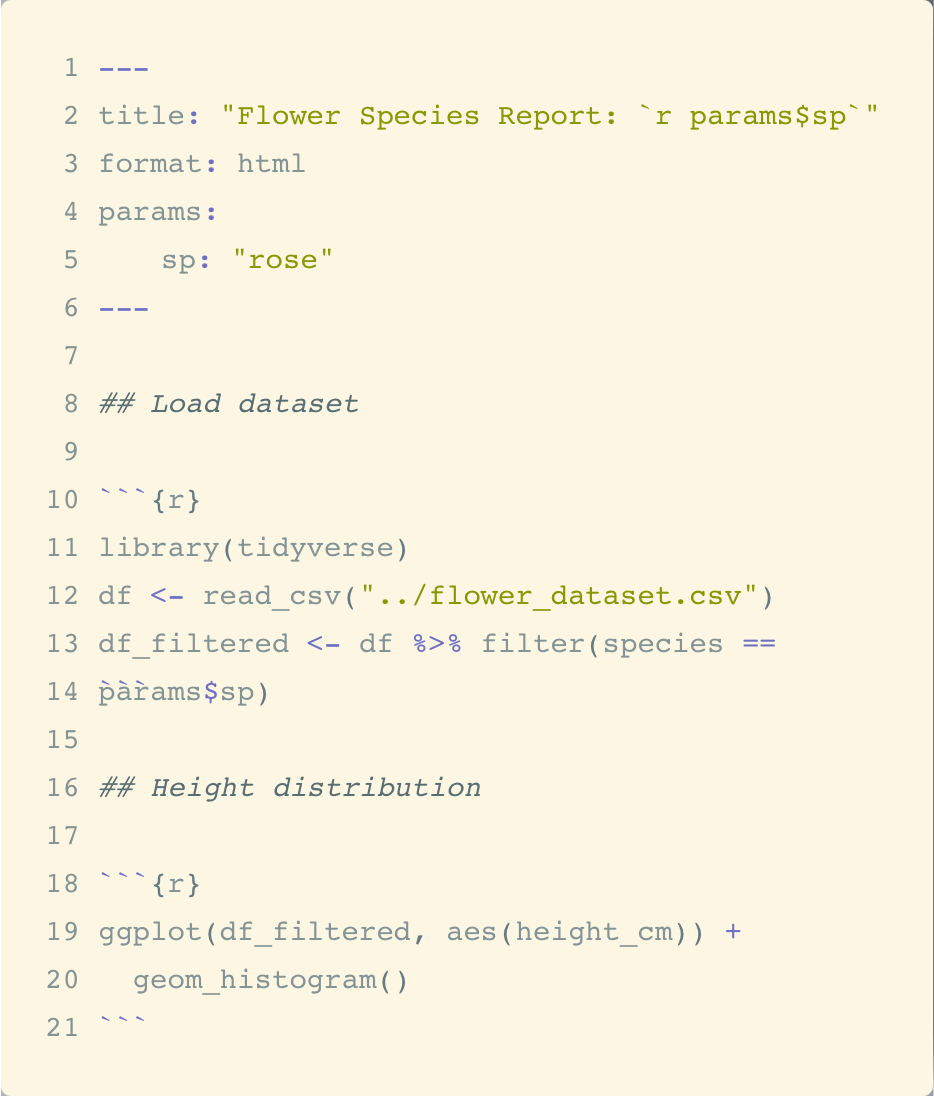 1 ---
2 title: "Flower Species Report: `r params$sp`"
3 format: html
4 params:
5     sp: "rose"
6 ---
7
8 ## Load dataset
9
10 ```{r}
11 library(tidyverse)
12 df <- read_csv("../flower_dataset.csv")
13 df_filtered <- df %>% filter(species ==
14 params$sp)
```
15
16 ## Height distribution
17
18 ```{r}
19 ggplot(df_filtered, aes(height_cm)) +
20   geom_histogram()
21 ```